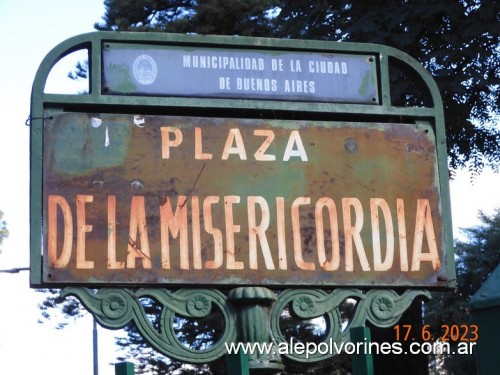 MUNICIPALIDAD DE LA CIUDAD
DE BUENOS AIRES
PLAZA
DE LA MISERICORDIA
17.6.2023
www.alepolvorines.com.ar